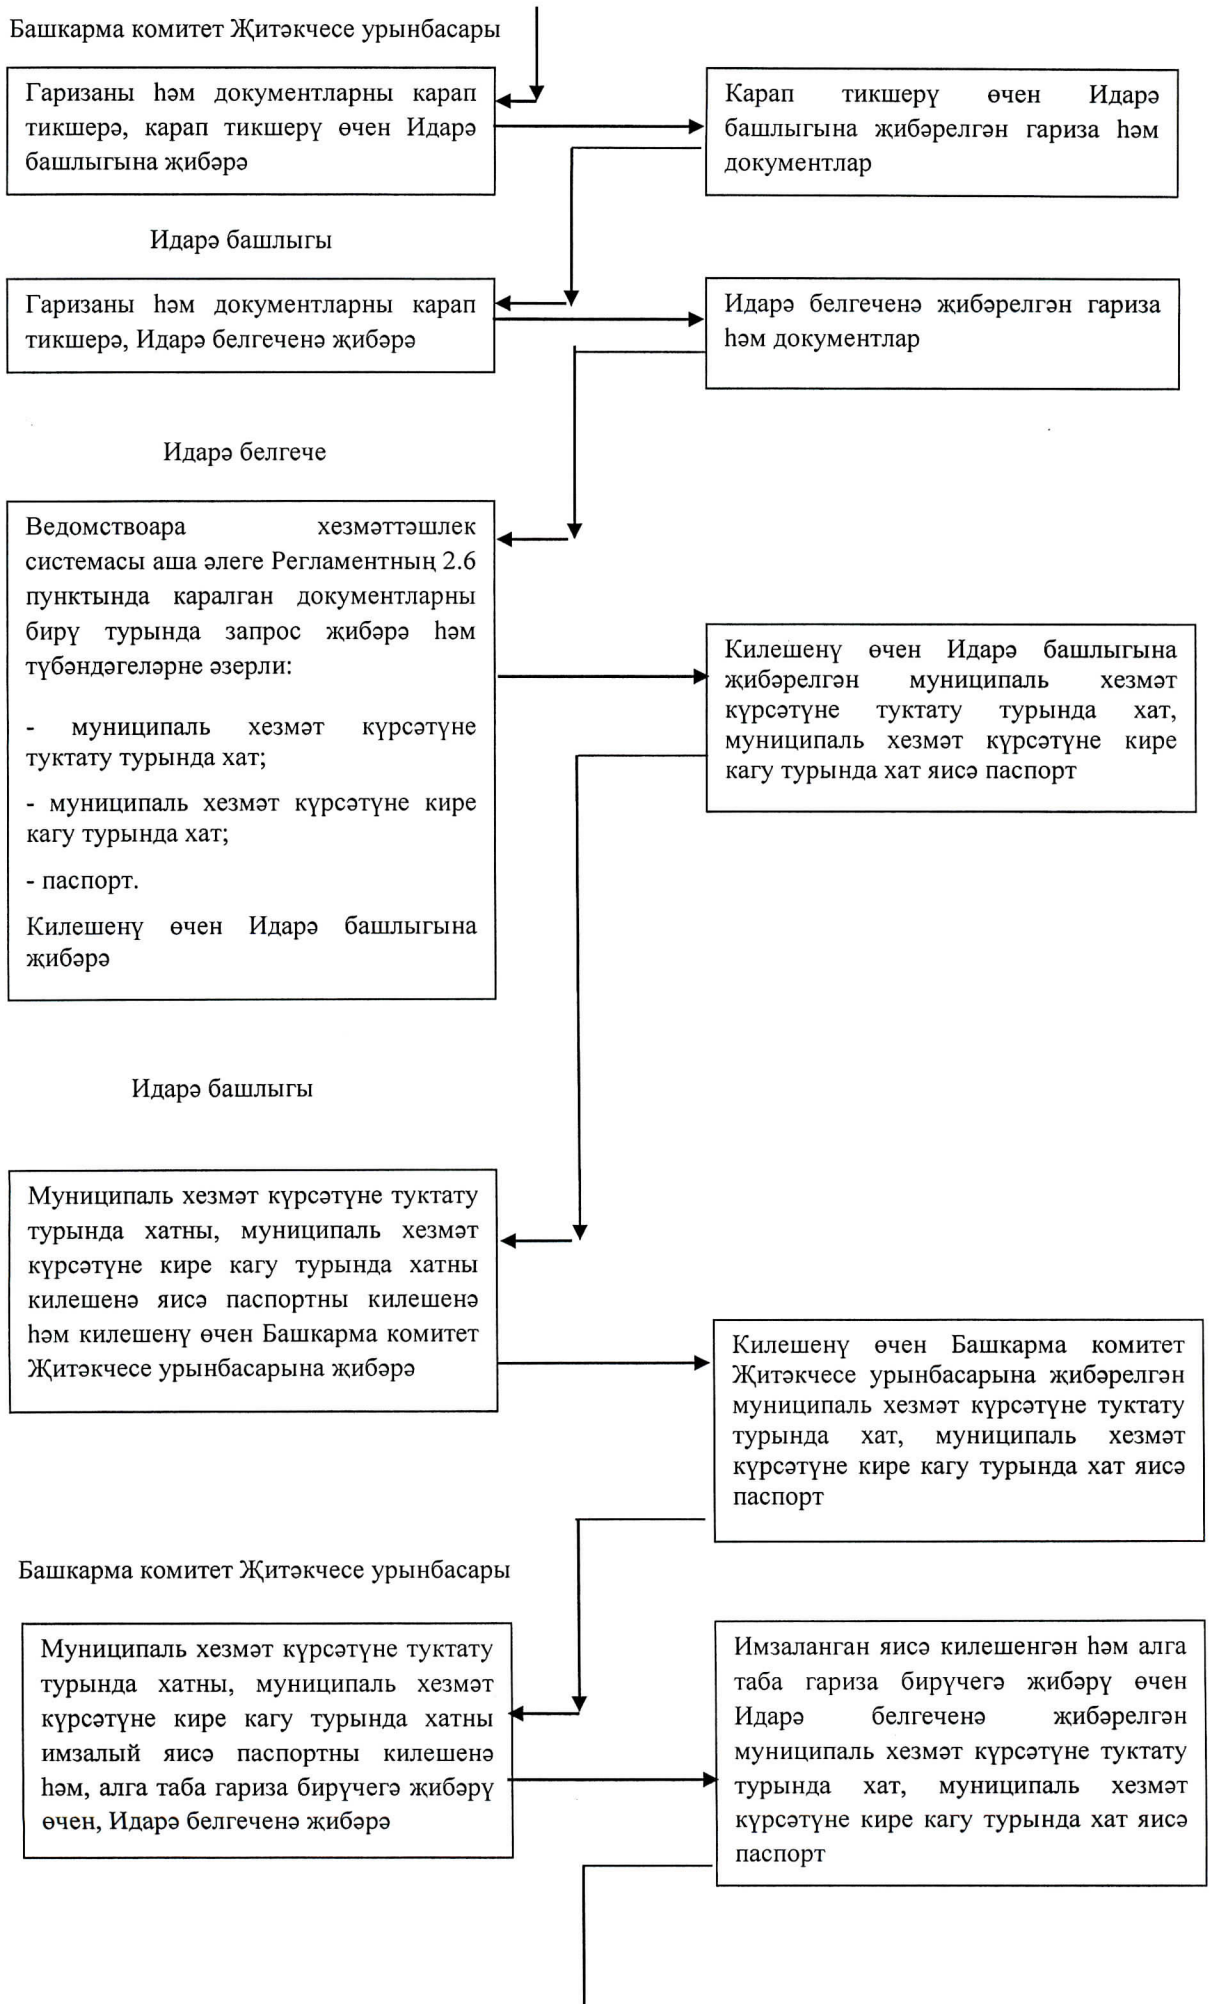 Башкарма комитет Җитәкчесе урынбасары
Гаризаны һәм документларны карап
тикшерә, карап тикшерү өчен Идарә
башлыгына җибәрә
Карап тикшерү өчен Идарә
башлыгына җибәрелгән гариза һәм
документлар
Идарә башлыгы
Гаризаны һәм документларны карап
тикшерә, Идарә белгеченә җибәрә
Идарә белгеченә җибәрелгән гариза
һәм документлар
Идарә белгече
Ведомствоара хезмәттәшлек
системасы аша әлеге Регламентның 2.6
пунктында каралган документларны
бирү турында запрос җибәрә һәм
түбәндәгеләрне әзерли:
- муниципаль хезмәт күрсәтүне
туктату турында хат;
- муниципаль хезмәт күрсәтүне кире
кагу турында хат;
- паспорт.
Килешенү өчен Идарә башлыгына
җибәрә
Килешенү өчен Идарә башлыгына
җибәрелгән муниципаль хезмәт
күрсәтүне туктату турында хат,
муниципаль хезмәт күрсәтүне кире
кагу турында хат яисә паспорт
Идарә башлыгы
Муниципаль хезмәт күрсәтүне туктату
турында хатны, муниципаль хезмәт
күрсәтүне кире кагу турында хатны
килешенә яисә паспортны килешенә
һәм килешенү өчен Башкарма комитет
Җитәкчесе урынбасарына җибәрә
Килешенү өчен Башкарма комитет
Җитәкчесе урынбасарына җибәрелгән
муниципаль хезмәт күрсәтүне туктату
турында хат, муниципаль хезмәт
күрсәтүне кире кагу турында хат яисә
паспорт
Башкарма комитет Җитәкчесе урынбасары
Муниципаль хезмәт күрсәтүне туктату
турында хатны, муниципаль хезмәт
күрсәтүне кире кагу турында хатны
имзалый яисә паспортны килешенә
һәм, алга таба гариза бирүчегә җибәрү
өчен, Идарә белгеченә җибәрә
Имзаланган яисә килешенгән һәм алга
таба гариза бирүчегә җибәрү өчен
Идарә белгеченә җибәрелгән
муниципаль хезмәт күрсәтүне туктату
турында хат, муниципаль хезмәт
күрсәтүне кире кагу турында хат яисә
паспорт